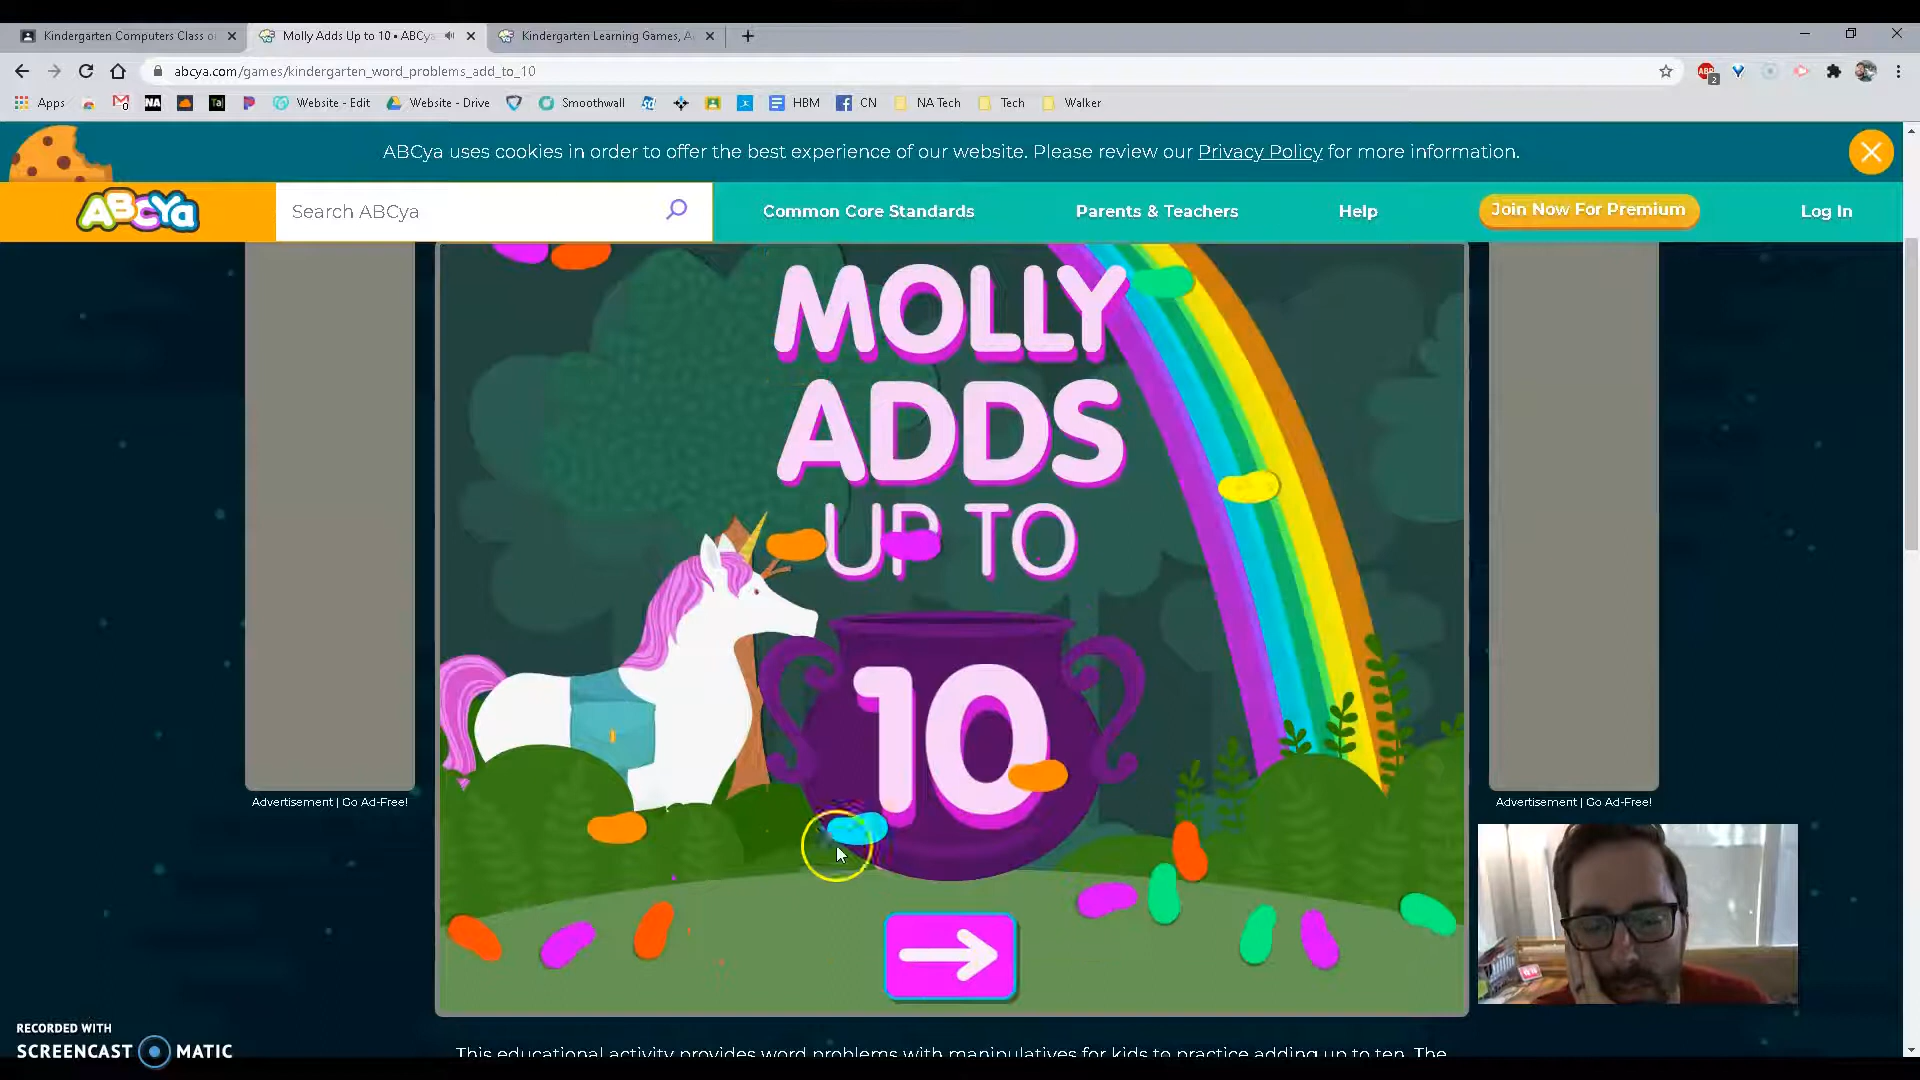 Kindergarten Computers Class o
Molly Adds Up to 10 • ABCya
Kindergarten Learning Games, A
abcya.com/games/kindergarten_word_problems_add_to_10
ABP
2
Apps
NA
Ta
Website - Edit
Website - Drive
Smoothwall
HBM
CN
NA Tech
Tech
Walker
ABCya uses cookies in order to offer the best experience of our website. Please review our Privacy Policy for more information.
ABCYa
Search ABCya
Common Core Standards
Parents & Teachers
Help
Join Now For Premium
Log In
MOLLY
ADDS
UP TO
10
Advertisement | Go Ad-Free!
Advertisement | Go Ad-Free!
RECORDED WITH
SCREENCAST MATIC
This educational activity provides word problems with manipulatives for kids to practice adding up to ten. The